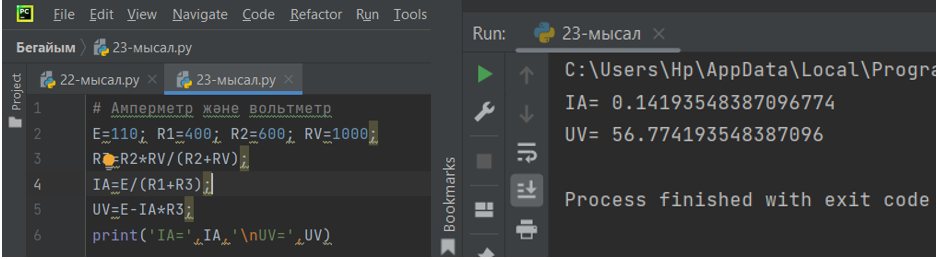 PC File Edit View Navigate Code Refactor Run Tools
Бегайым 23-мысал.py
Project
22-мысал.py
23-мысал.py
1 # Амперметр және вольтметр
2 E=110; R1=400; R2=600; RV=1000;
3 R3=R2*RV/(R2+RV);
4 IA=E/(R1+R3);
5 UV=E-IA*R3;
6 print('IA=',IA,'\nUV=',UV)
Bookmarks
Run: 23-мысал
C:\Users\Hp\AppData\Local\Progra
IA= 0.14193548387096774
UV= 56.774193548387096
Process finished with exit code